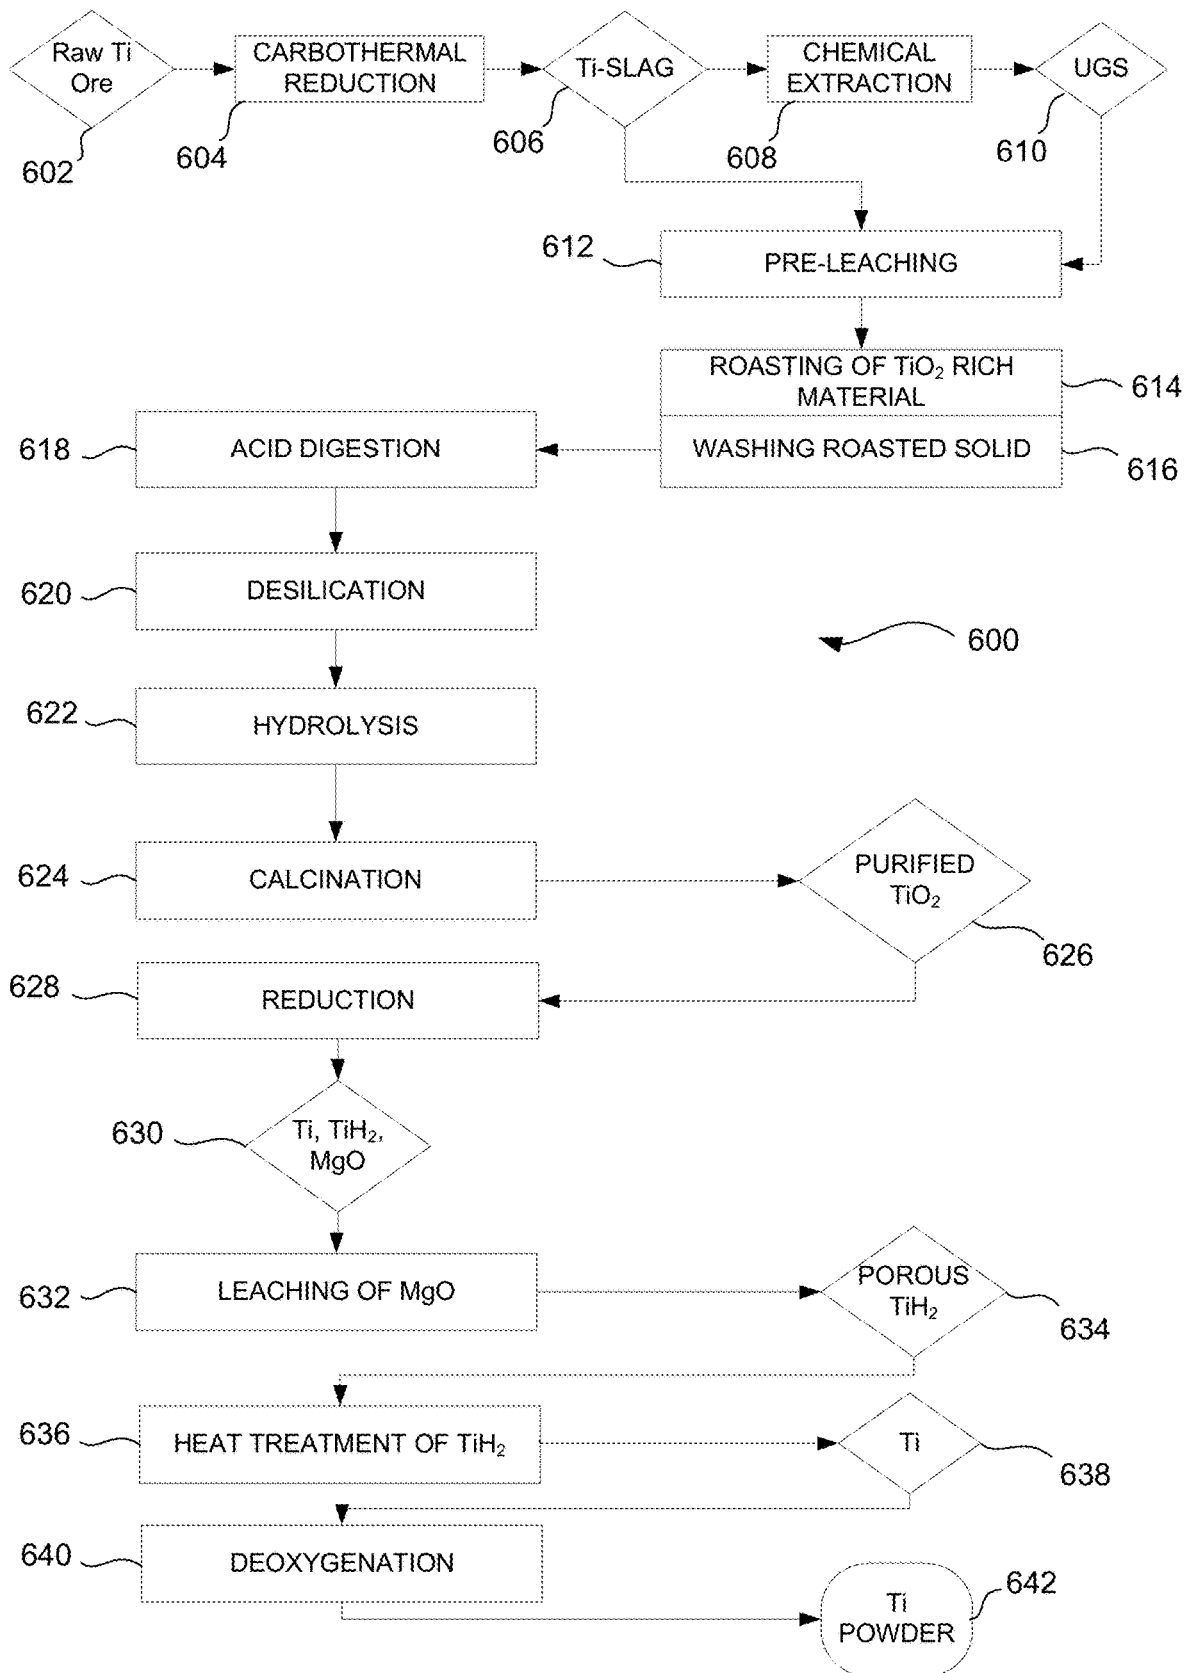 Raw Ti
Ore
602
CARBOTHERMAL
REDUCTION
604
Ti-SLAG
606
CHEMICAL
EXTRACTION
608
UGS
610
612
PRE-LEACHING
ROASTING OF TiO₂ RICH
MATERIAL
614
618
ACID DIGESTION
WASHING ROASTED SOLID
616
620
DESILICATION
600
622
HYDROLYSIS
624
CALCINATION
PURIFIED
TiO₂
626
628
REDUCTION
630
Ti, TiH₂,
MgO
632
LEACHING OF MgO
POROUS
TiH₂
634
636
HEAT TREATMENT OF TiH₂
Ti
638
640
DEOXYGENATION
Ti
POWDER
642